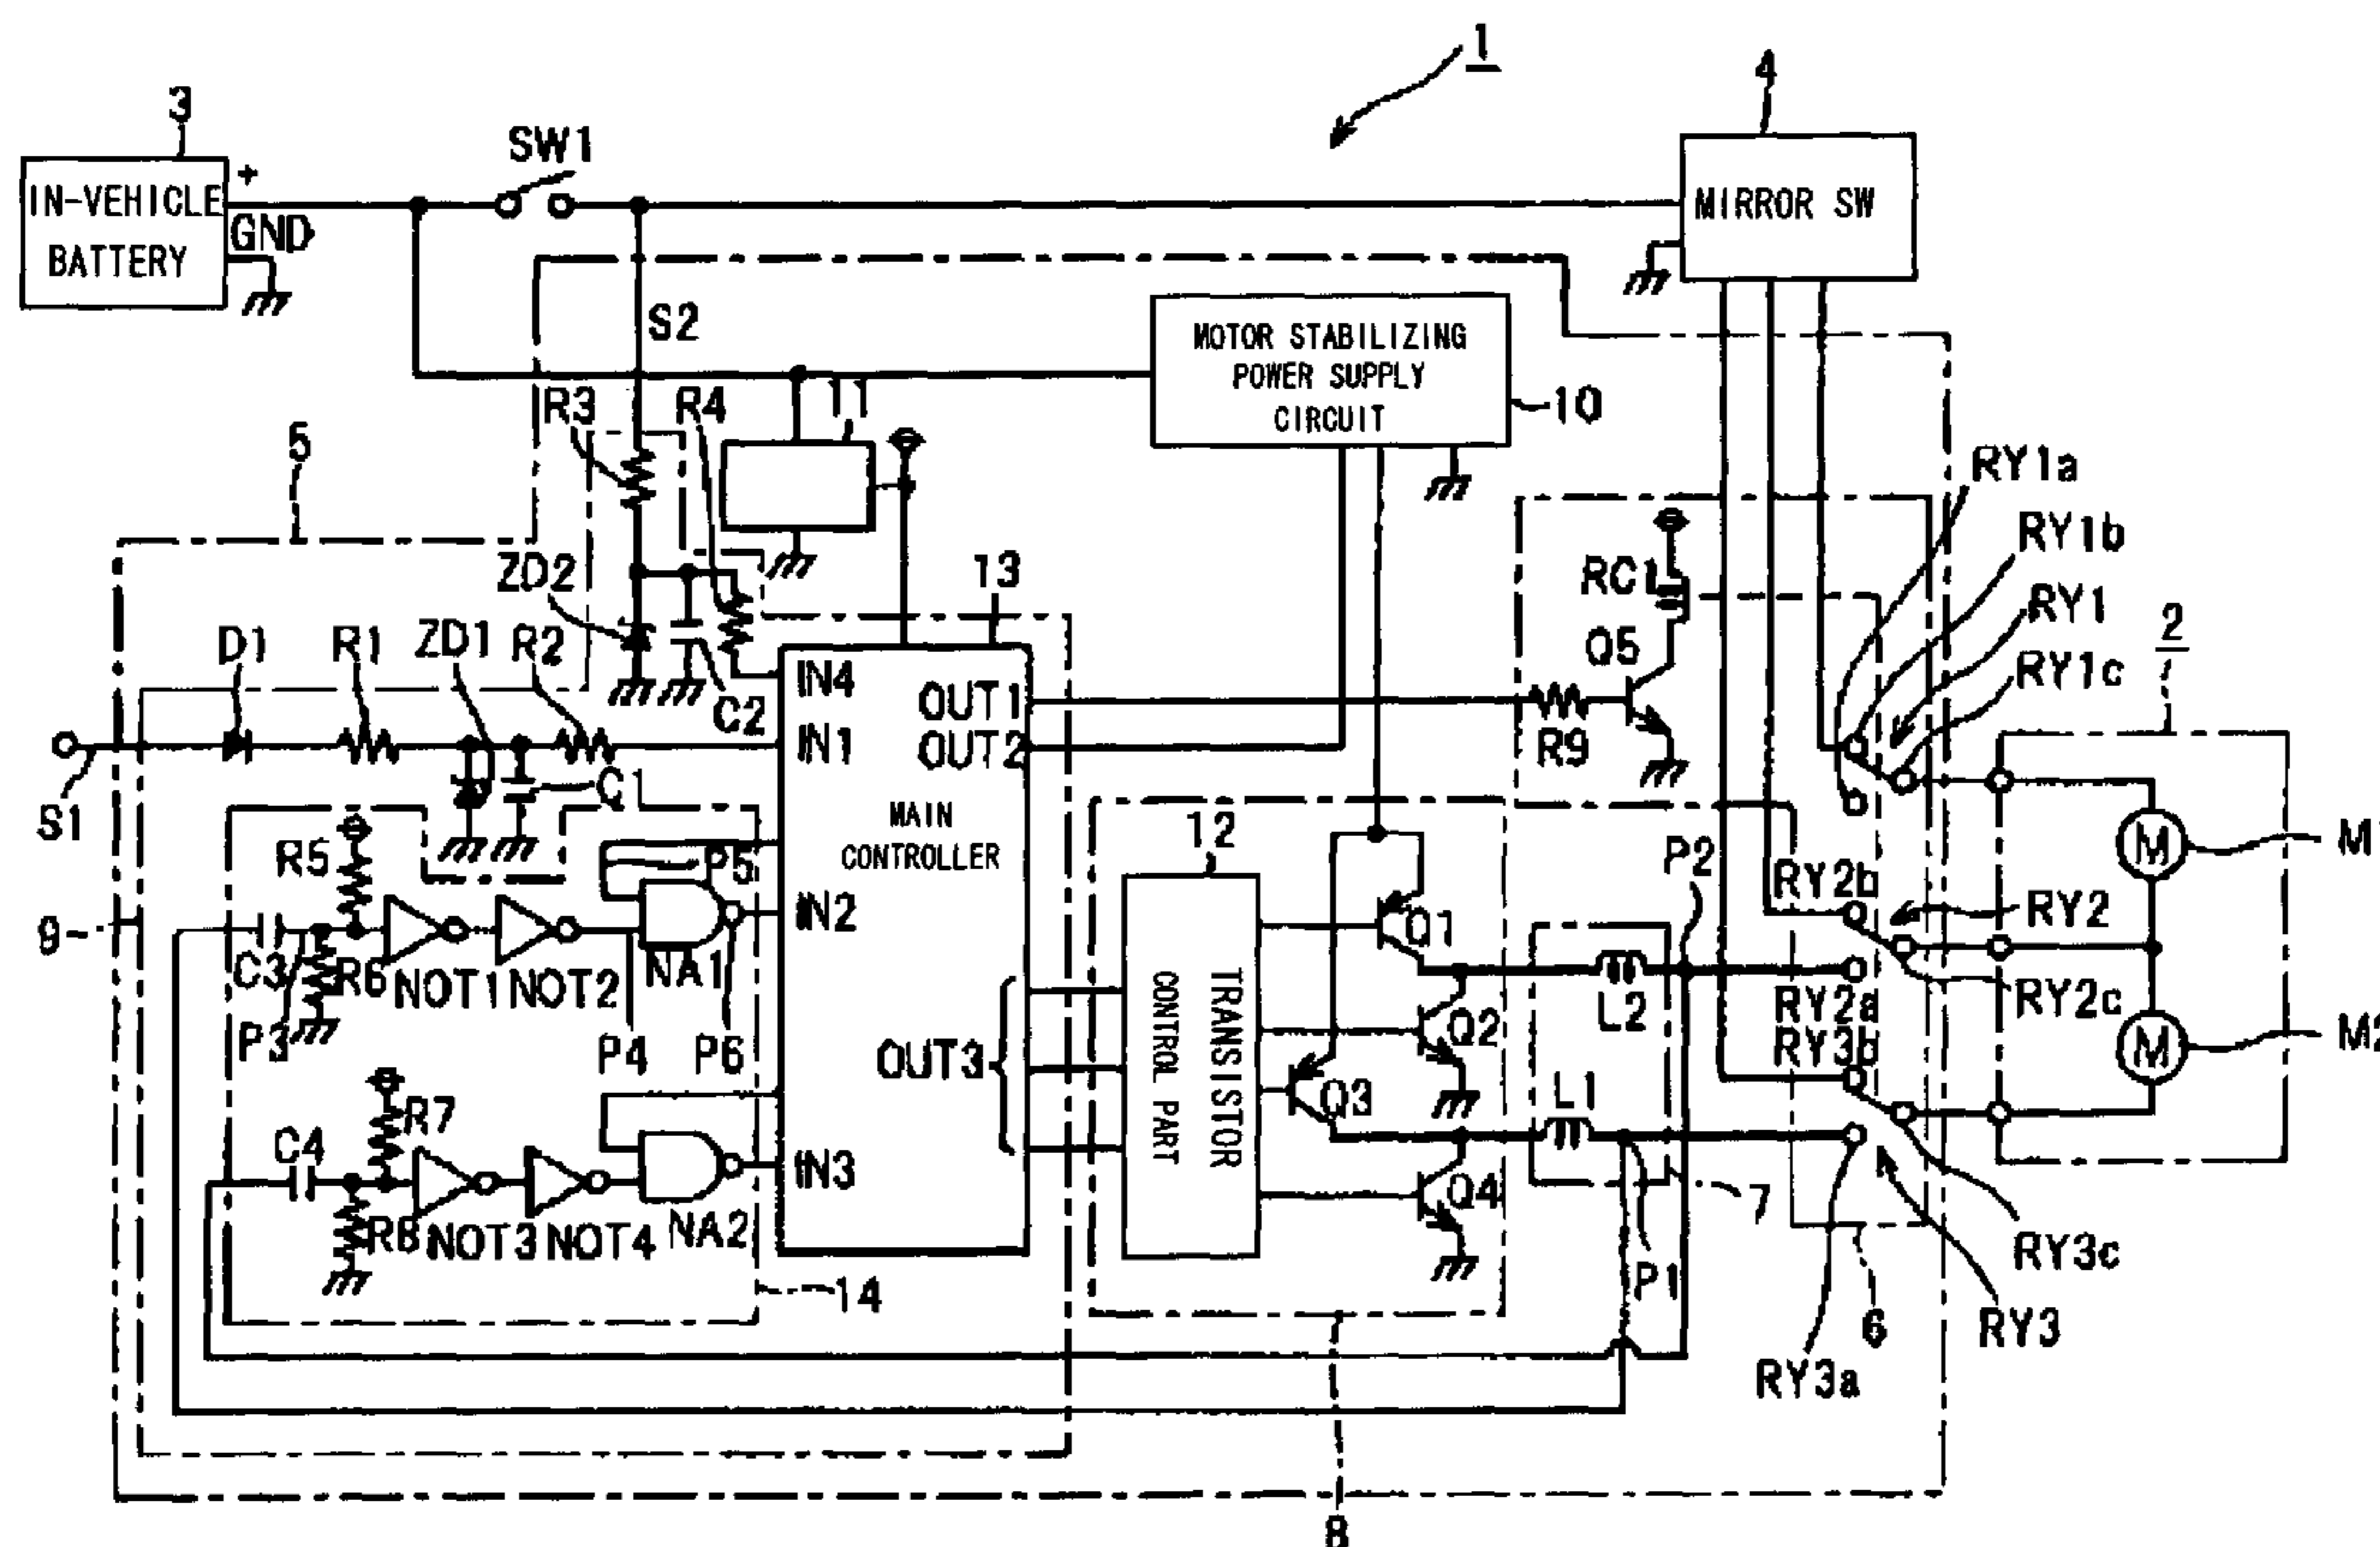 1
3
4
SW1
+
IN-VEHICLE
BATTERY
GND
MIRROR SW
S2
MOTOR STABILIZING
POWER SUPPLY
CIRCUIT
10
R3
R4
11
5
RY1a
RY1b
RC1
ZD2
13
RY1
2
D1
R1
ZD1
R2
Q5
RY1c
IN4
OUT1
C2
IN1
OUT2
R9
S1
C1
MAIN
CONTROLLER
12
P2
M1
R5
P5
RY2b
RY2
9
IN2
Q1
C3
R6
NOT1
NOT2
NA1
L2
RY2a
RY2c
P3
P4
P6
Q2
RY3b
M2
OUT3
TRANSISTOR
CONTROL PART
Q3
L1
R7
C4
IN3
Q4
7
R8
NOT3
NOT4
NA2
RY3c
14
P1
6
RY3
RY3a
8